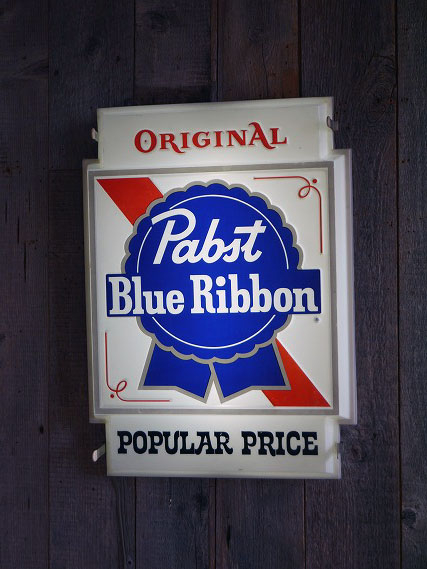 ORIGINAL
Pabst
Blue Ribbon
POPULAR PRICE